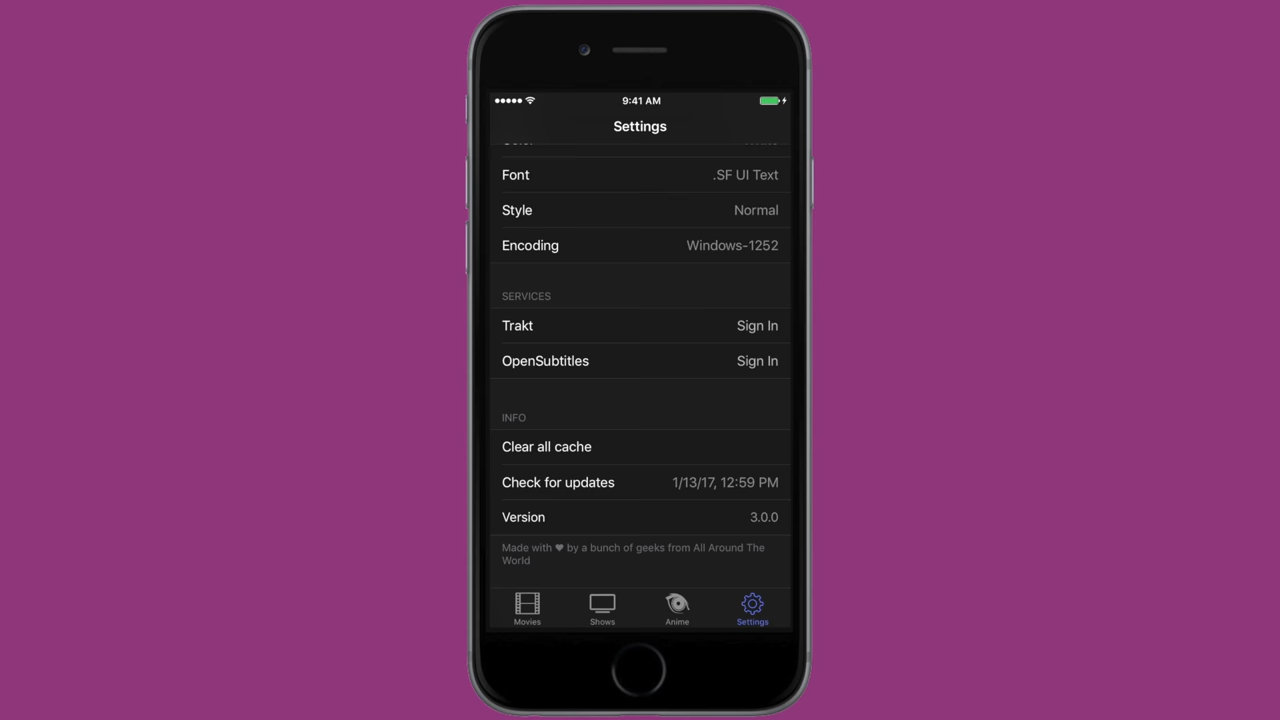 9:41 AM
Settings
Font .SF UI Text
Style Normal
Encoding Windows-1252
SERVICES
Trakt Sign In
OpenSubtitles Sign In
INFO
Clear all cache
Check for updates 1/13/17, 12:59 PM
Version 3.0.0
Made with ♥ by a bunch of geeks from All Around The
World
Movies Shows Anime Settings